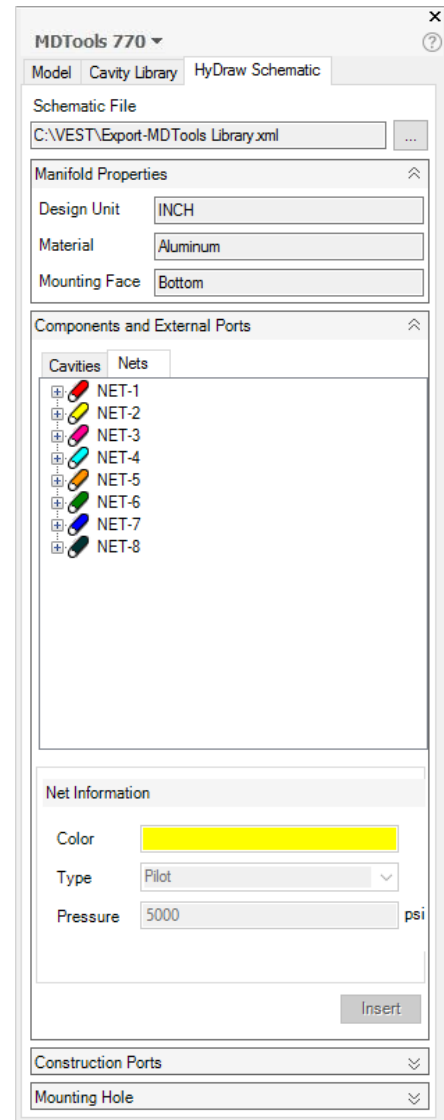 MDTools 770
Model Cavity Library HyDraw Schematic
Schematic File
C:\VEST\Export-MDTools Library.xml ...
Manifold Properties
Design Unit INCH
Material Aluminum
Mounting Face Bottom
Components and External Ports
Cavities Nets
NET-1
NET-2
NET-3
NET-4
NET-5
NET-6
NET-7
NET-8
Net Information
Color
Type Pilot
Pressure 5000 psi
Insert
Construction Ports
Mounting Hole